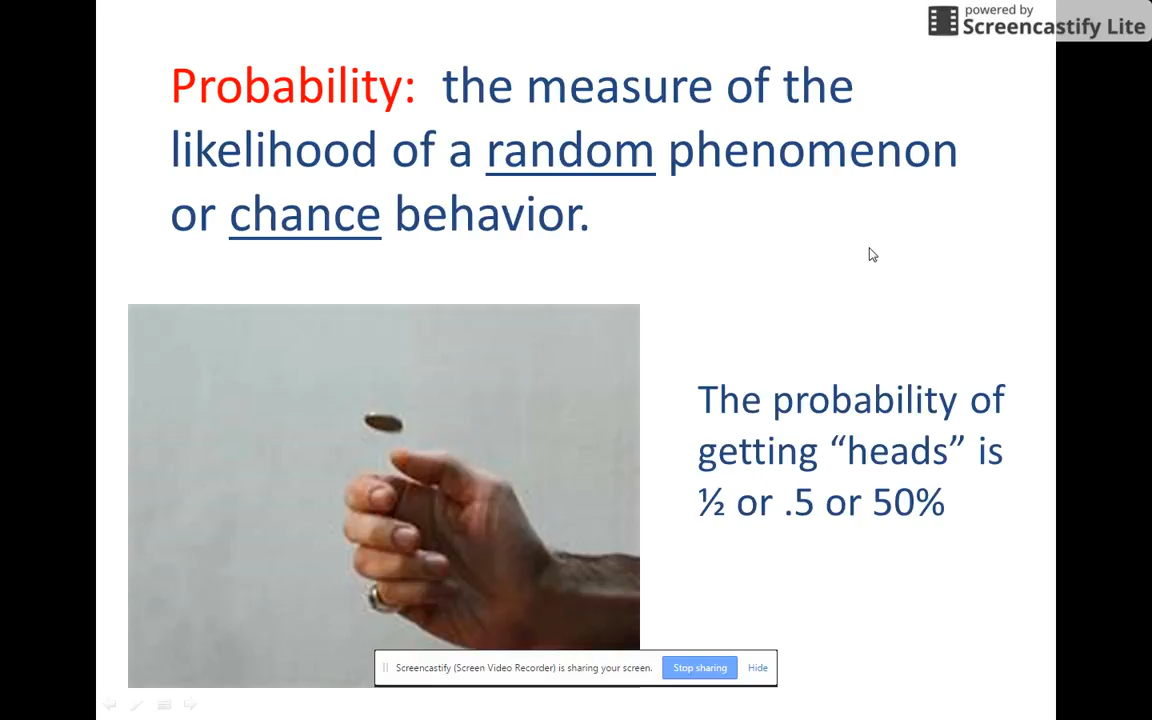 powered by
Screencastify Lite
Probability: the measure of the
likelihood of a random phenomenon
or chance behavior.
The probability of
getting “heads” is
½ or .5 or 50%
Screencastify (Screen Video Recorder) is sharing your screen. Stop sharing Hide